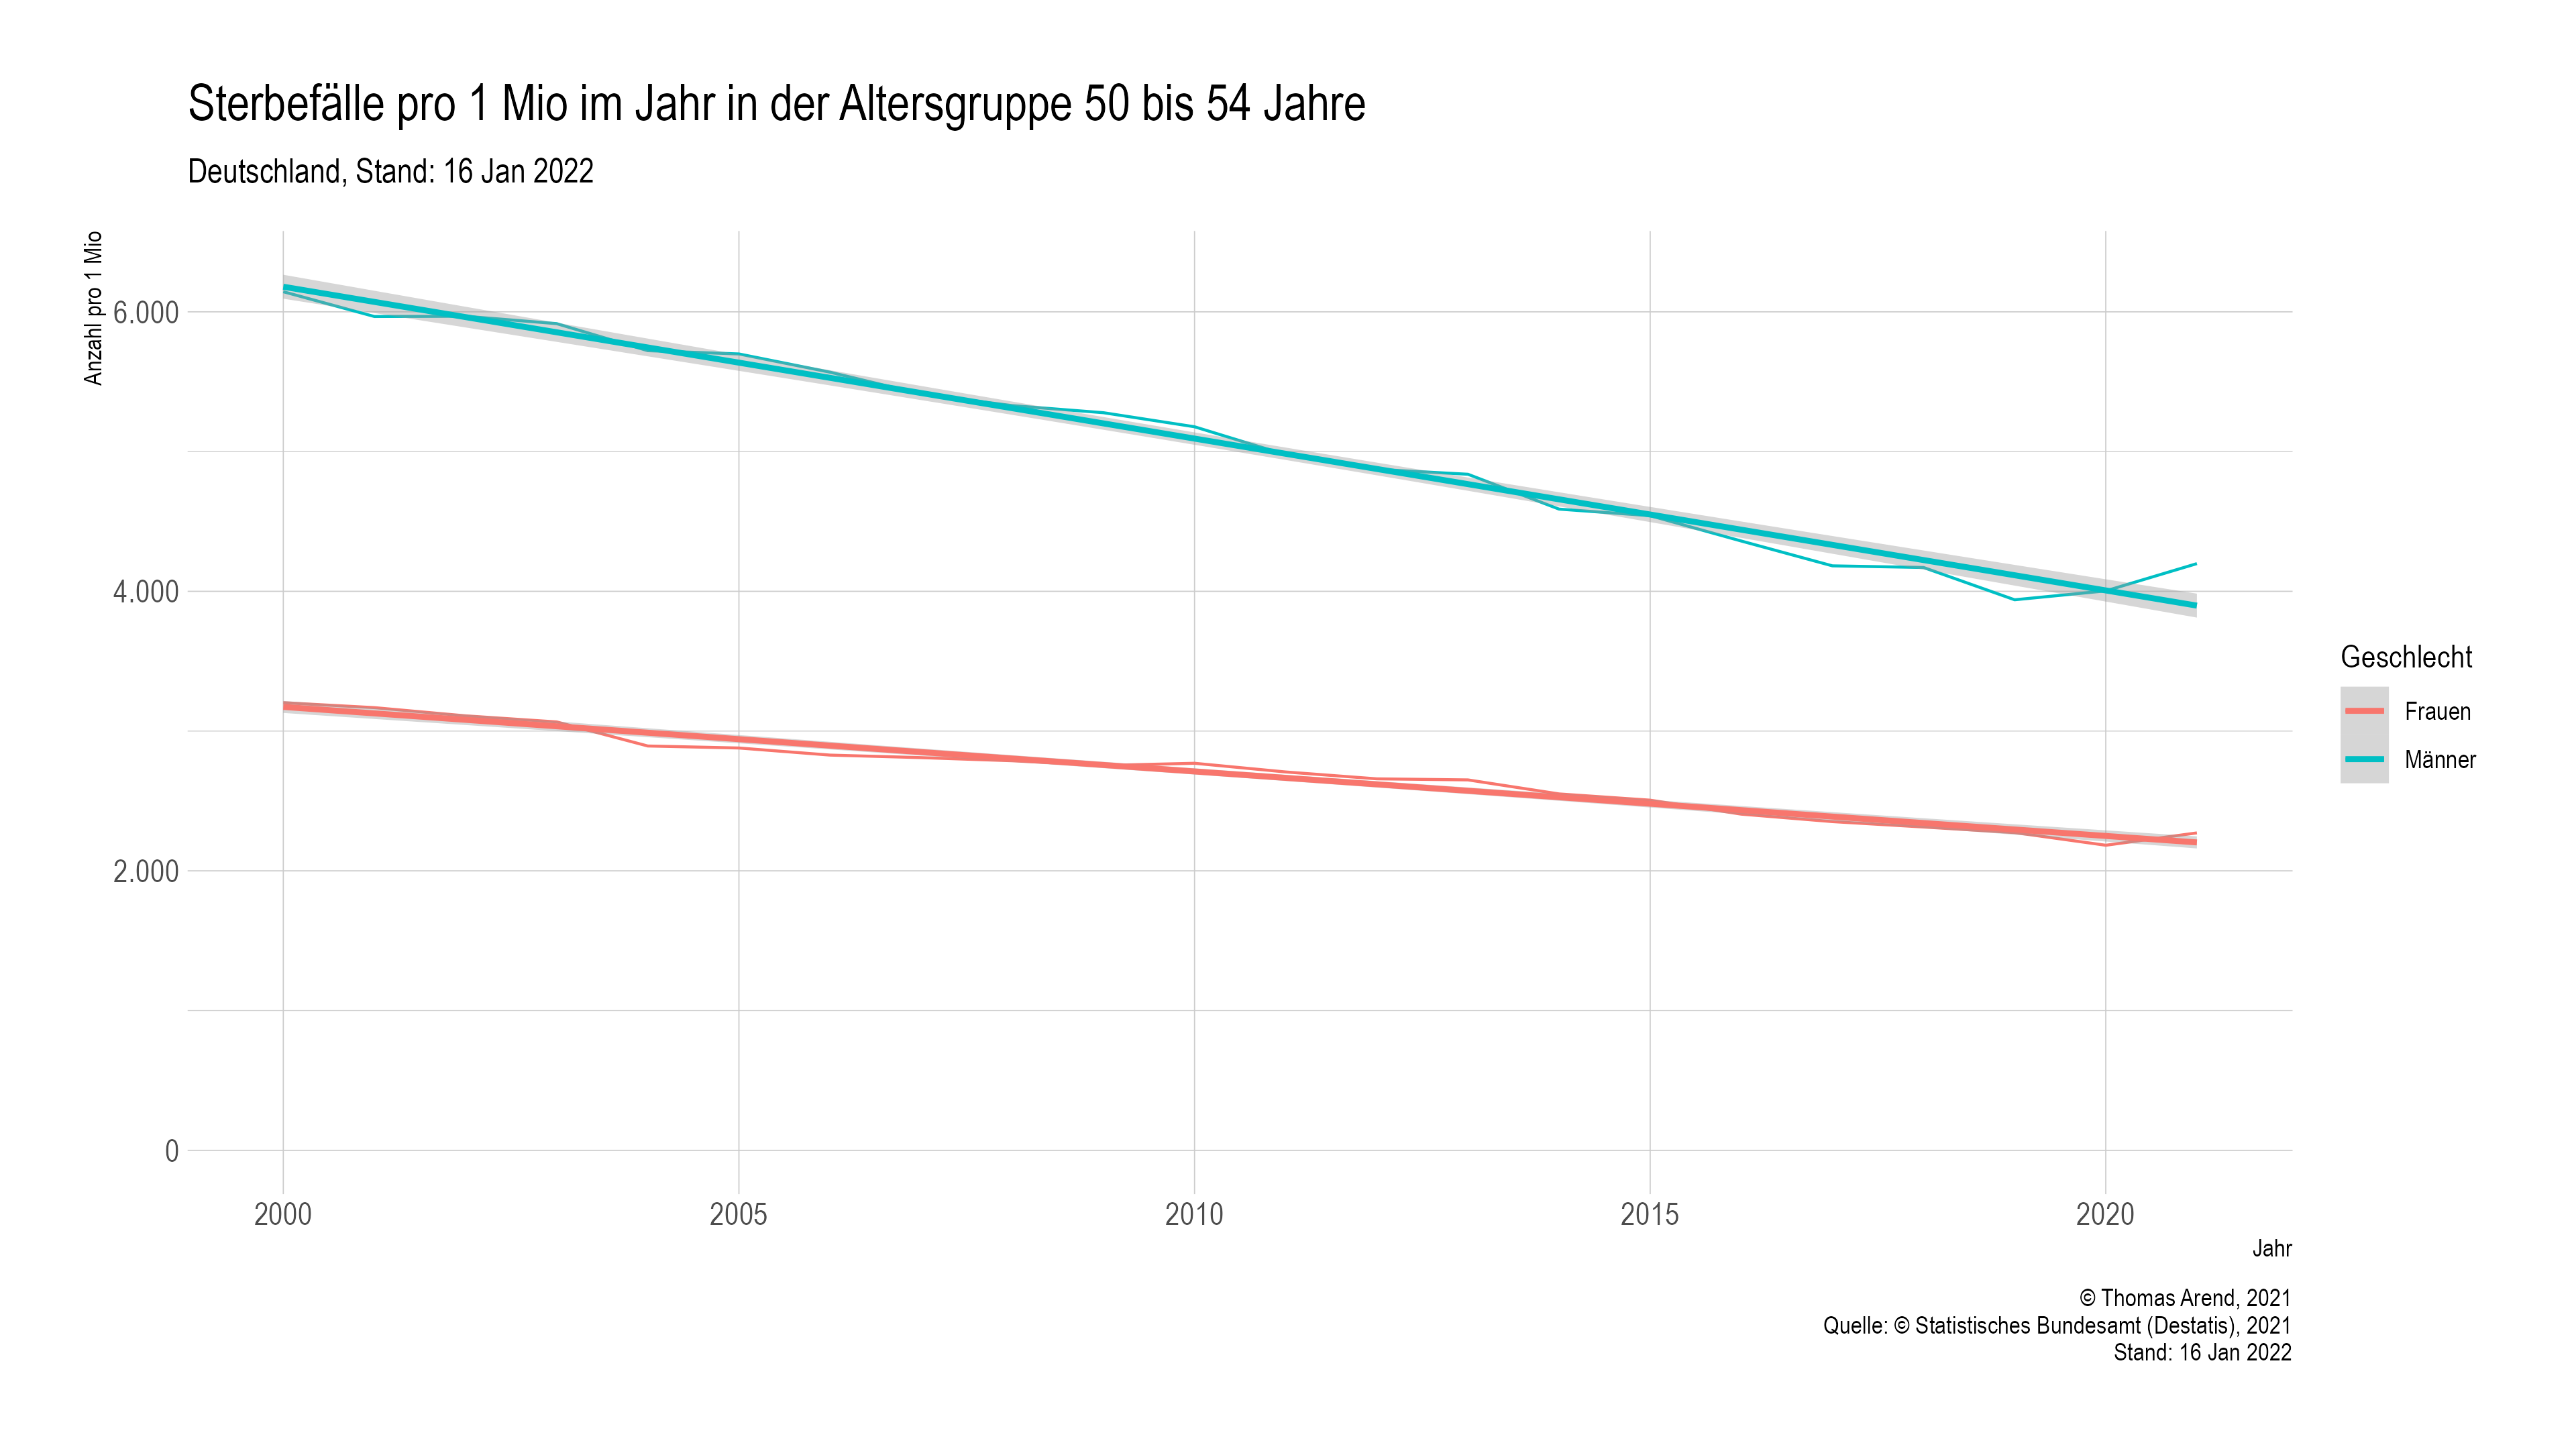 Sterbefälle pro 1 Mio im Jahr in der Altersgruppe 50 bis 54 Jahre
Deutschland, Stand: 16 Jan 2022
Anzahl pro 1 Mio
6.000
4.000
2.000
0
2000
2005
2010
2015
2020
Jahr
Geschlecht
Frauen
Männer
© Thomas Arend, 2021
Quelle: © Statistisches Bundesamt (Destatis), 2021
Stand: 16 Jan 2022